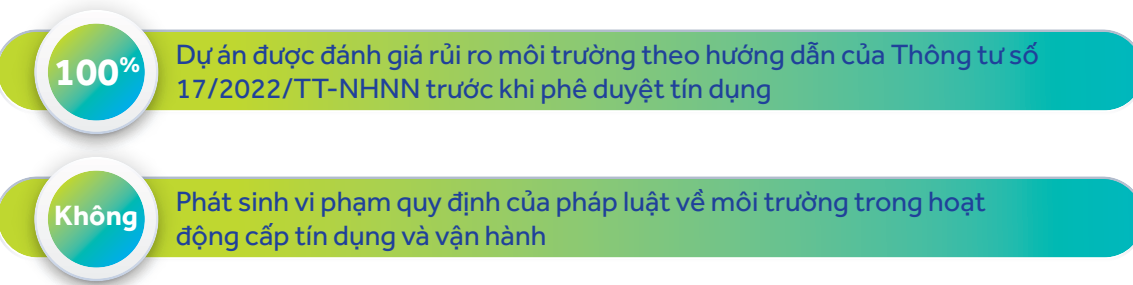 100%
Dự án được đánh giá rủi ro môi trường theo hướng dẫn của Thông tư số
17/2022/TT-NHNN trước khi phê duyệt tín dụng
Không
Phát sinh vi phạm quy định của pháp luật về môi trường trong hoạt
động cấp tín dụng và vận hành